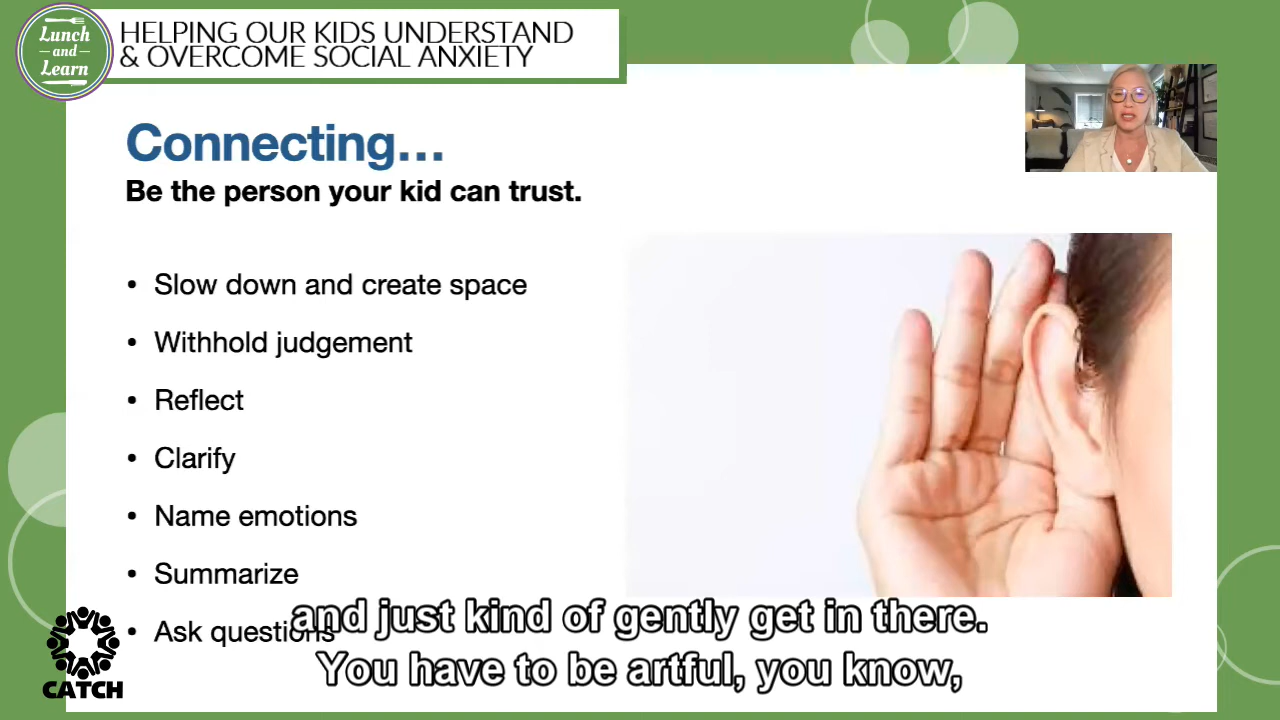 Lunch
and
Learn
HELPING OUR KIDS UNDERSTAND
& OVERCOME SOCIAL ANXIETY
Connecting…
Be the person your kid can trust.
• Slow down and create space
• Withhold judgement
• Reflect
• Clarify
• Name emotions
• Summarize
• Ask questions
and just kind of gently get in there.
You have to be artful, you know,
CATCH